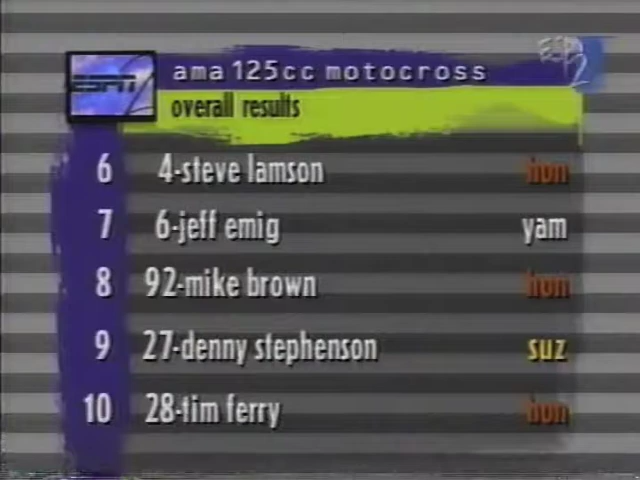 ESPN2
ama 125cc motocross
overall results
6 4-steve lamson hon
7 6-jeff emig yam
8 92-mike brown hon
9 27-denny stephenson suz
10 28-tim ferry hon